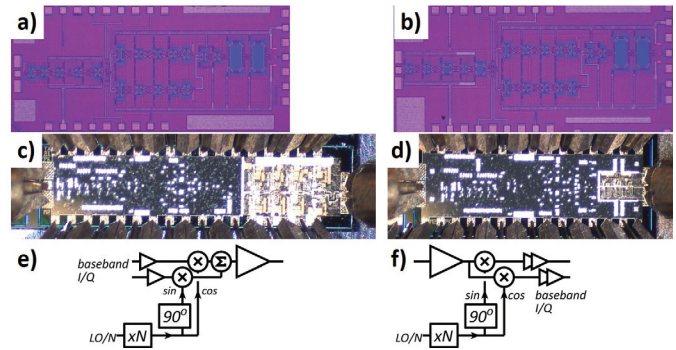 a)
b)
c)
d)
e)
baseband
I/Q
sin
cos
90°
LO/N
xN
Σ
f)
sin
cos
baseband
I/Q
90°
LO/N
xN